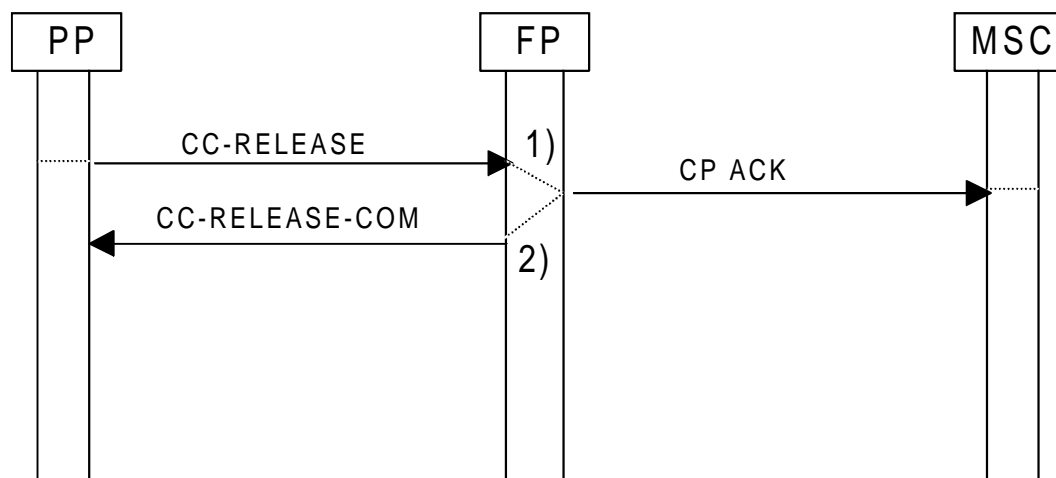 PP
FP
MSC
CC-RELEASE
1)
CP ACK
CC-RELEASE-COM
2)